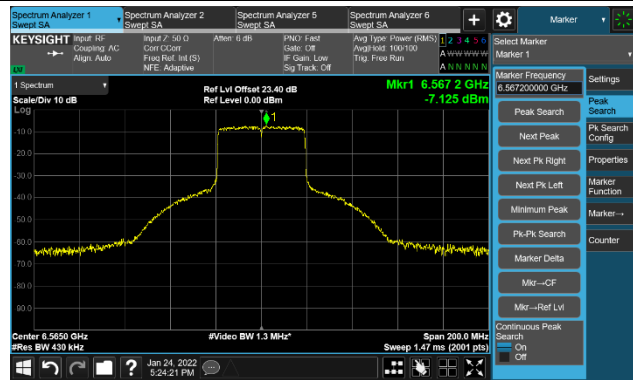 Spectrum Analyzer 1
Swept SA
Spectrum Analyzer 2
Swept SA
Spectrum Analyzer 5
Swept SA
Spectrum Analyzer 6
Swept SA
+
Marker
KEYSIGHT
Input: RF
Coupling: AC
Align: Auto
Input Z: 50 Ω
Corr CCorr
Freq Ref: Int (S)
NFE: Adaptive
Atten: 6 dB
PNO: Fast
Gate: Off
IF Gain: Low
Sig Track: Off
Avg Type: Power (RMS)
Avg|Hold: 100/100
Trig: Free Run
1 2 3 4 5 6
A W W W W W
A N N N N N
Select Marker
Marker 1
LXI
1 Spectrum
Scale/Div 10 dB
Log
Ref Lvl Offset 23.40 dB
Ref Level 0.00 dBm
Mkr1 6.567 2 GHz
-7.125 dBm
1
-10.0
-20.0
-30.0
-40.0
-50.0
-60.0
-70.0
-80.0
-90.0
Center 6.5650 GHz
#Res BW 430 kHz
#Video BW 1.3 MHz*
Span 200.0 MHz
Sweep 1.47 ms (2001 pts)
Marker Frequency
6.567200000 GHz
Peak Search
Next Peak
Next Pk Right
Next Pk Left
Minimum Peak
Pk-Pk Search
Marker Delta
Mkr→CF
Mkr→Ref Lvl
Continuous Peak
Search
On
Off
Settings
Peak
Search
Pk Search
Config
Properties
Marker
Function
Marker→
Counter
?
Jan 24, 2022
5:24:21 PM